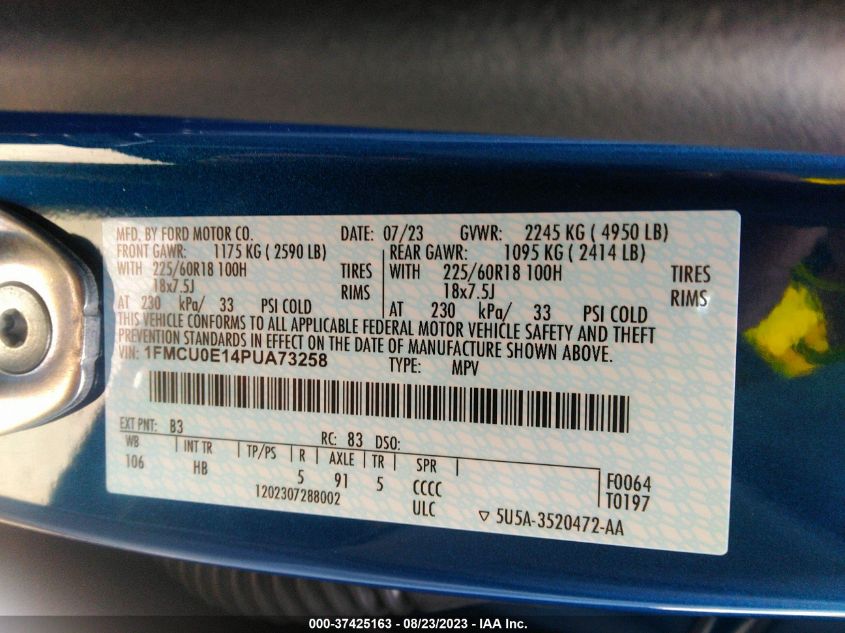 MFD. BY FORD MOTOR CO. DATE: 07/23 GVWR: 2245 KG ( 4950 LB)
FRONT GAWR: 1175 KG ( 2590 LB) REAR GAWR: 1095 KG ( 2414 LB)
WITH 225/60R18 100H TIRES WITH 225/60R18 100H TIRES
18x7.5J RIMS 18x7.5J RIMS
AT 230 kPa/ 33 PSI COLD AT 230 kPa/ 33 PSI COLD
THIS VEHICLE CONFORMS TO ALL APPLICABLE FEDERAL MOTOR VEHICLE SAFETY AND THEFT
PREVENTION STANDARDS IN EFFECT ON THE DATE OF MANUFACTURE SHOWN ABOVE.
VIN: 1FMCU0E14PUA73258 TYPE: MPV
EXT PNT: B3 RC: 83 DSO:
WB INT TR TP/PS R AXLE TR SPR F0064
106 HB 5 91 5 CCCC T0197
1202307288002 ULC ▽ 5U5A-3520472-AA
000-37425163 - 08/23/2023 - IAA Inc.